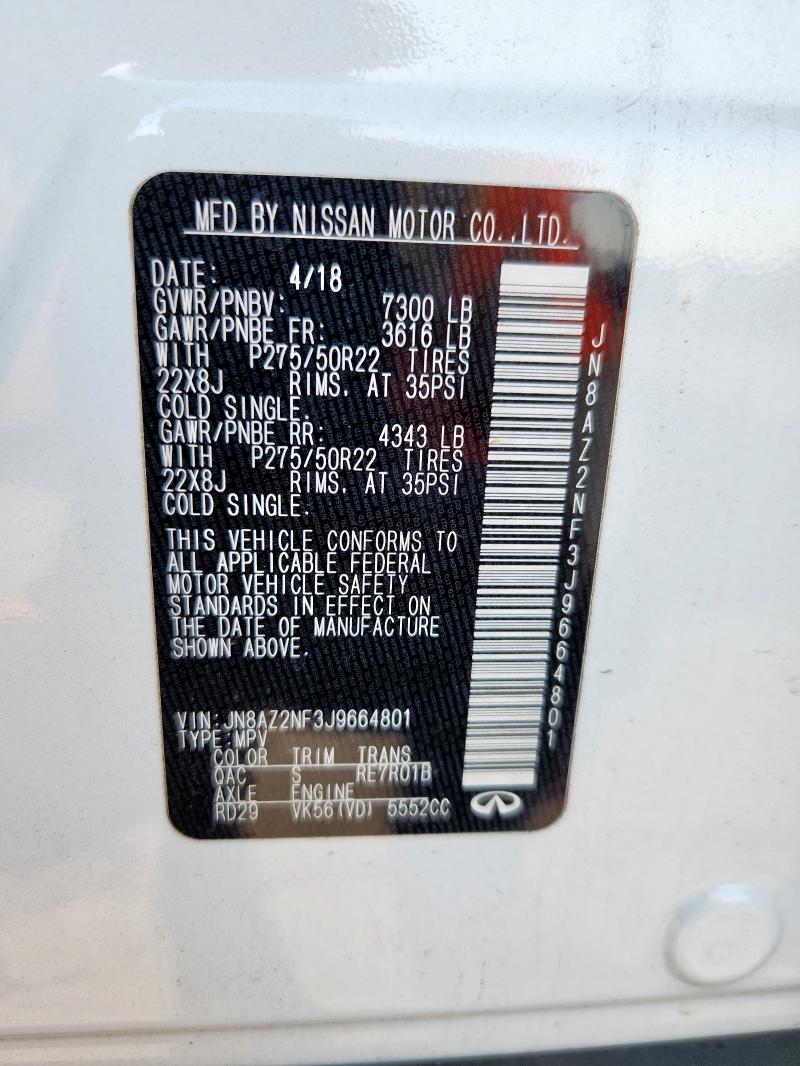 MFD BY NISSAN MOTOR CO.,LTD.
DATE: 4/18
GVWR/PNBV: 7300 LB
GAWR/PNBE FR: 3616 LB
WITH P275/50R22 TIRES
22X8J RIMS, AT 35PSI
COLD SINGLE.
GAWR/PNBE RR: 4343 LB
WITH P275/50R22 TIRES
22X8J RIMS, AT 35PSI
COLD SINGLE.
THIS VEHICLE CONFORMS TO
ALL APPLICABLE FEDERAL
MOTOR VEHICLE SAFETY
STANDARDS IN EFFECT ON
THE DATE OF MANUFACTURE
SHOWN ABOVE.
VIN:JN8AZ2NF3J9664801
TYPE:MPV
COLOR TRIM TRANS
QAC S RE7R01B
AXLE ENGINE
RD29 VK56(VD) 5552CC
JN8AZ2NF3J9664801